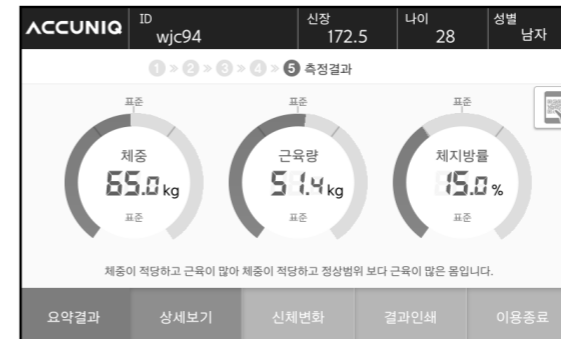 ACCUNIQ
ID
wjc94
신장
172.5
나이
28
성별
남자
1 » 2 » 3 » 4 » 5 측정결과
표준
체중
65.0 kg
표준
표준
근육량
51.4 kg
표준
표준
체지방률
15.0 %
표준
체중이 적당하고 근육이 많아 체중이 적당하고 정상범위 보다 근육이 많은 몸입니다.
요약결과
상세보기
신체변화
결과인쇄
이용종료